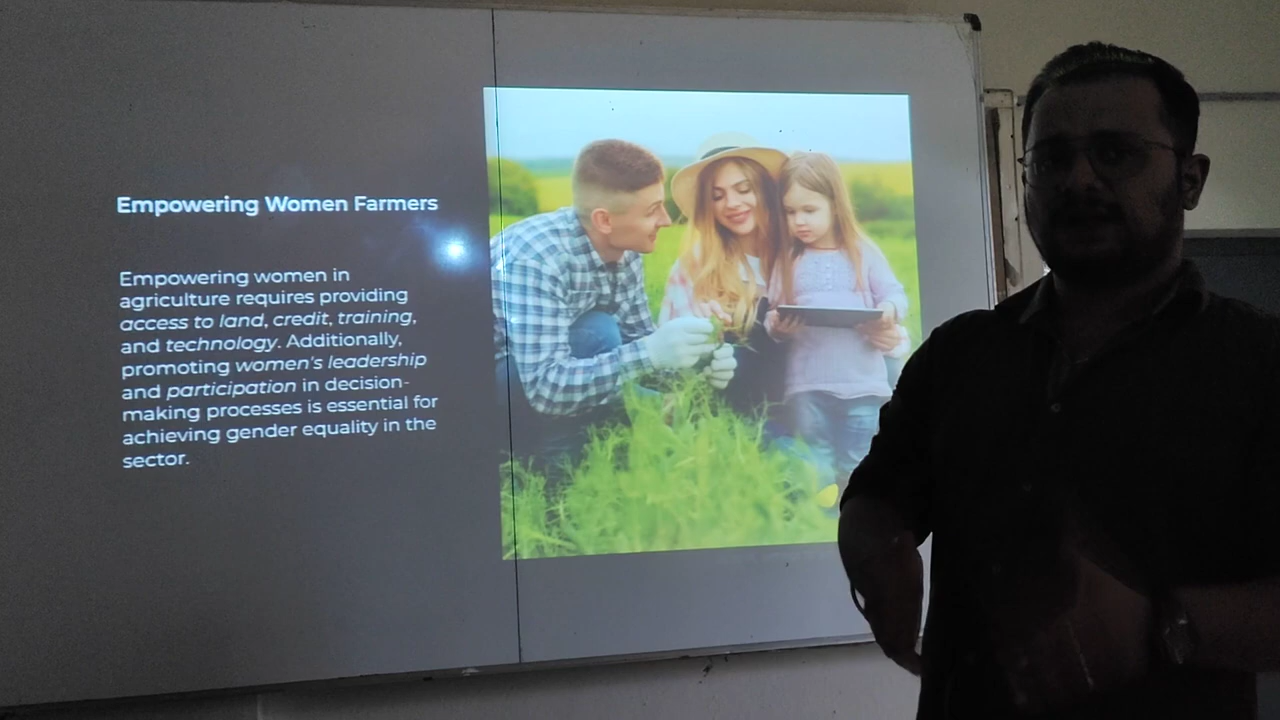 Empowering Women Farmers
Empowering women in
agriculture requires providing
access to land, credit, training,
and technology. Additionally,
promoting women's leadership
and participation in decision-
making processes is essential for
achieving gender equality in the
sector.